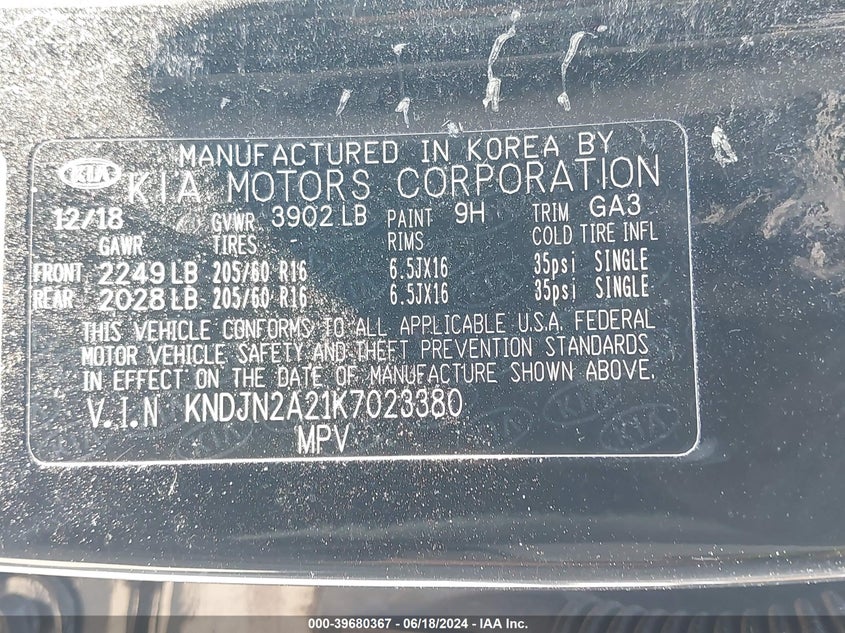 MANUFACTURED IN KOREA BY
KIA KIA MOTORS CORPORATION
12/18 GVWR 3902 LB PAINT 9H TRIM GA3
GAWR TIRES RIMS COLD TIRE INFL
FRONT 2249 LB 205/60 R16 6.5JX16 35psi SINGLE
REAR 2028 LB 205/60 R16 6.5JX16 35psi SINGLE
THIS VEHICLE CONFORMS TO ALL APPLICABLE U.S.A. FEDERAL
MOTOR VEHICLE SAFETY AND THEFT PREVENTION STANDARDS
IN EFFECT ON THE DATE OF MANUFACTURE SHOWN ABOVE.
V.I.N KNDJN2A21K7023380
MPV
000-39680367 - 06/18/2024 - IAA Inc.